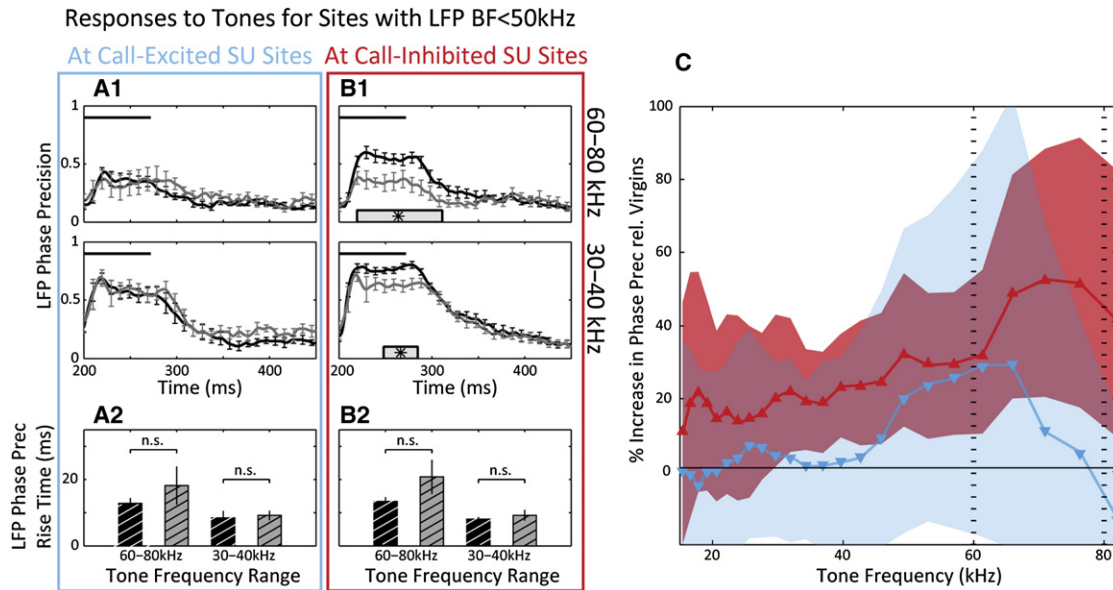 Responses to Tones for Sites with LFP BF<50kHz
At Call-Excited SU Sites
At Call-Inhibited SU Sites
A1
1
0.5
0
LFP Phase Precision
1
0.5
0
200
300
400
Time (ms)
B1
60–80 kHz
*
30–40 kHz
*
200
300
400
Time (ms)
A2
LFP Phase Prec
Rise Time (ms)
20
0
n.s.
n.s.
60–80kHz
30–40kHz
Tone Frequency Range
B2
n.s.
n.s.
60–80kHz
30–40kHz
Tone Frequency Range
C
% Increase in Phase Prec rel. Virgins
100
80
60
40
20
0
20
40
60
80
Tone Frequency (kHz)